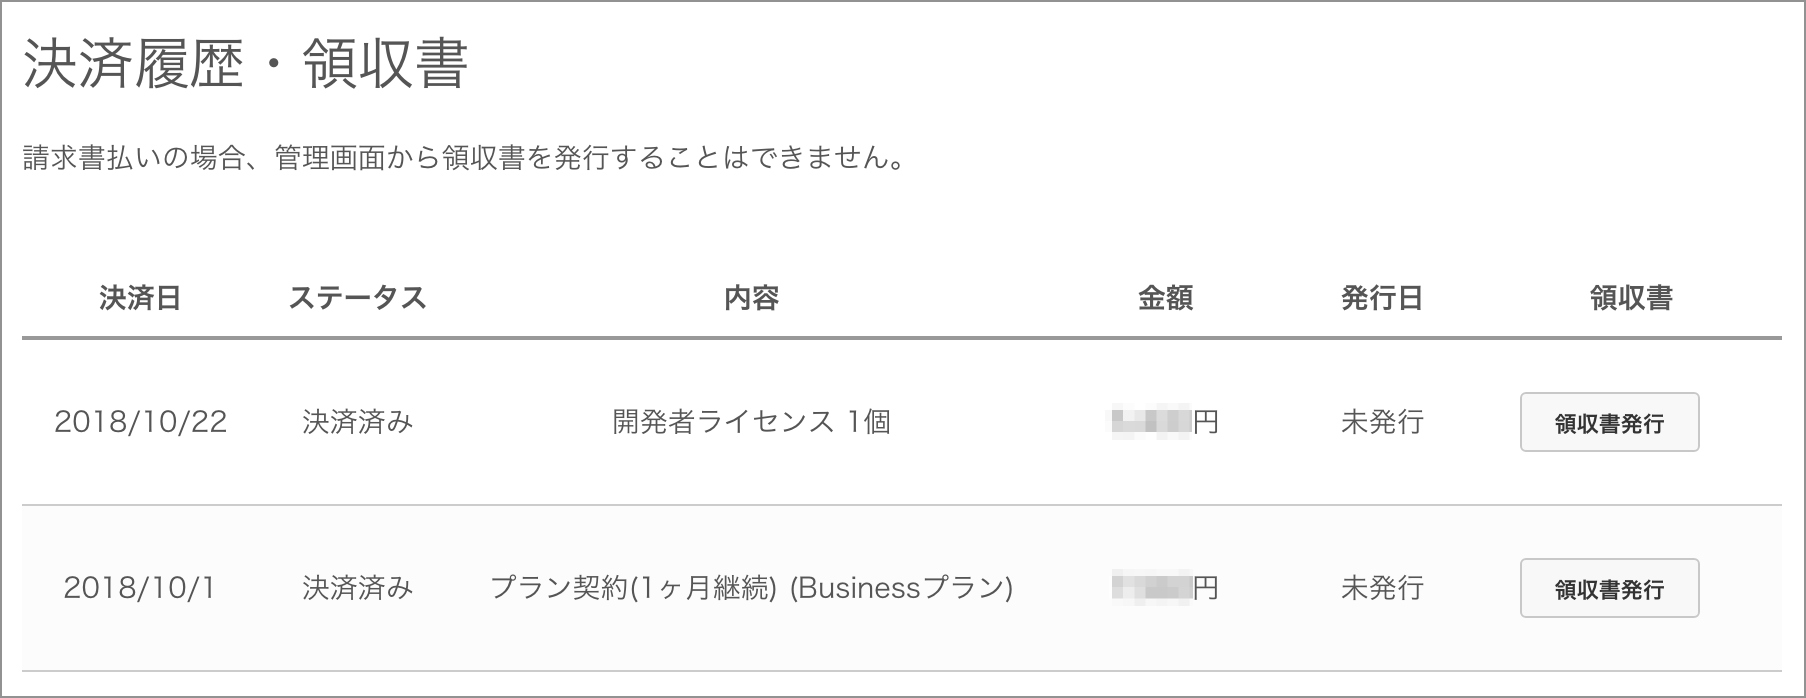 決済履歴・領収書
請求書払いの場合、管理画面から領収書を発行することはできません。
決済日 ステータス 内容 金額 発行日 領収書
2018/10/22 決済済み 開発者ライセンス 1個 円 未発行 領収書発行
2018/10/1 決済済み プラン契約(1ヶ月継続) (Businessプラン) 円 未発行 領収書発行